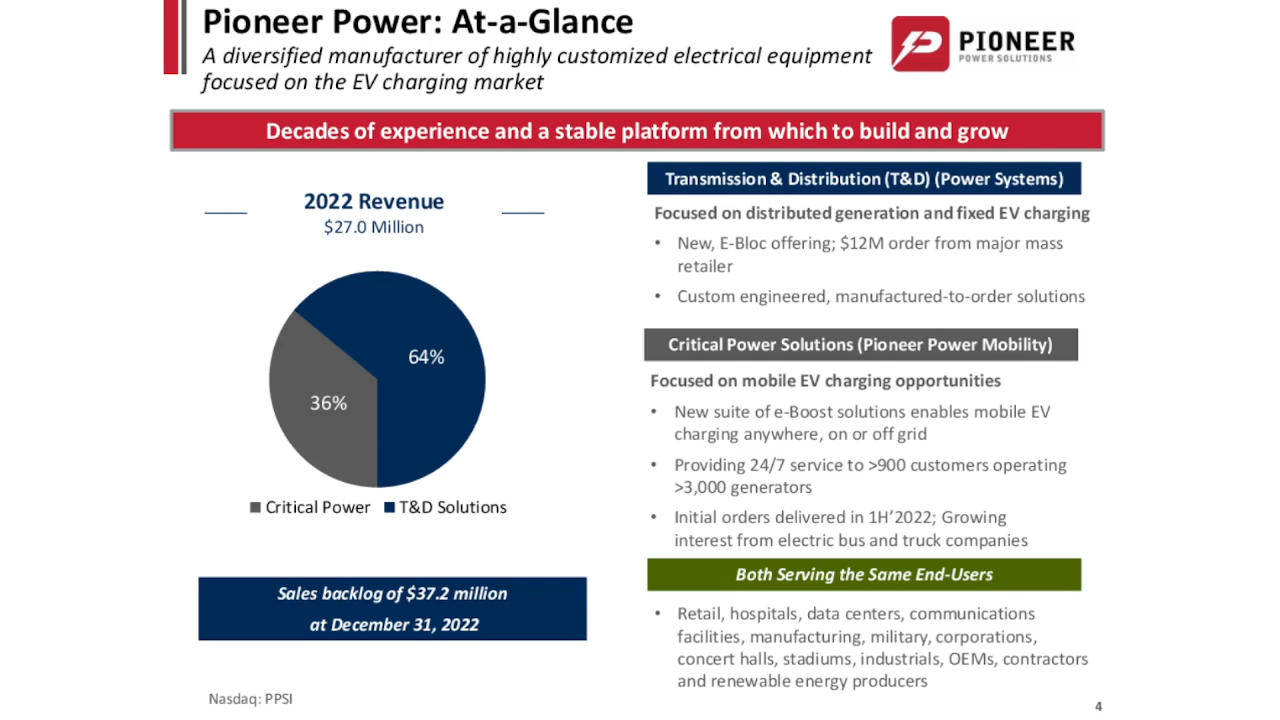 Pioneer Power: At-a-Glance
A diversified manufacturer of highly customized electrical equipment
focused on the EV charging market
PIONEER
POWER SOLUTIONS
Decades of experience and a stable platform from which to build and grow
2022 Revenue
$27.0 Million
64%
36%
Critical Power T&D Solutions
Sales backlog of $37.2 million
at December 31, 2022
Transmission & Distribution (T&D) (Power Systems)
Focused on distributed generation and fixed EV charging
• New, E-Bloc offering; $12M order from major mass
retailer
• Custom engineered, manufactured-to-order solutions
Critical Power Solutions (Pioneer Power Mobility)
Focused on mobile EV charging opportunities
• New suite of e-Boost solutions enables mobile EV
charging anywhere, on or off grid
• Providing 24/7 service to >900 customers operating
>3,000 generators
• Initial orders delivered in 1H’2022; Growing
interest from electric bus and truck companies
Both Serving the Same End-Users
• Retail, hospitals, data centers, communications
facilities, manufacturing, military, corporations,
concert halls, stadiums, industrials, OEMs, contractors
and renewable energy producers
Nasdaq: PPSI
4